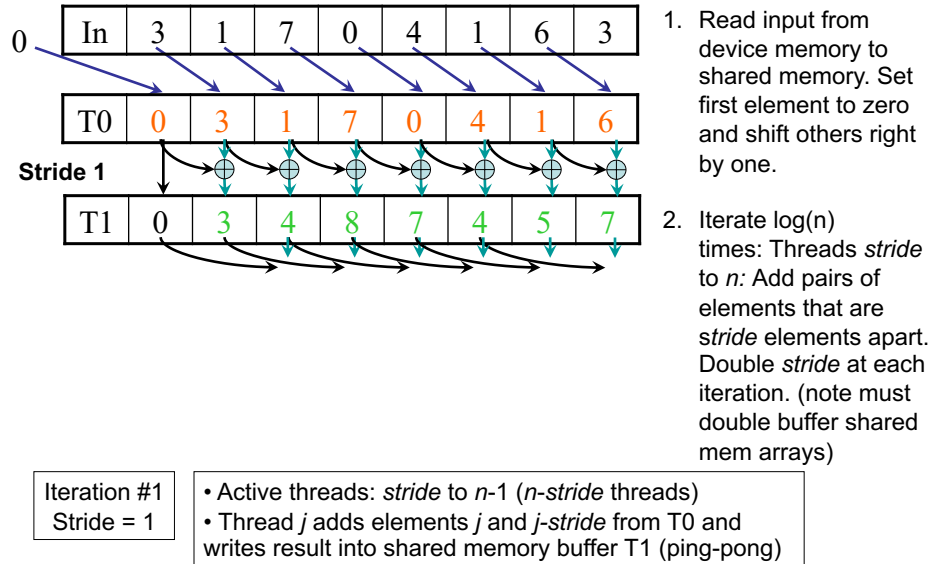 In 3 1 7 0 4 1 6 3
0
T0 0 3 1 7 0 4 1 6
Stride 1
T1 0 3 4 8 7 4 5 7
1. Read input from
device memory to
shared memory. Set
first element to zero
and shift others right
by one.
2. Iterate log(n)
times: Threads stride
to n: Add pairs of
elements that are
stride elements apart.
Double stride at each
iteration. (note must
double buffer shared
mem arrays)
Iteration #1
Stride = 1
• Active threads: stride to n-1 (n-stride threads)
• Thread j adds elements j and j-stride from T0 and
writes result into shared memory buffer T1 (ping-pong)